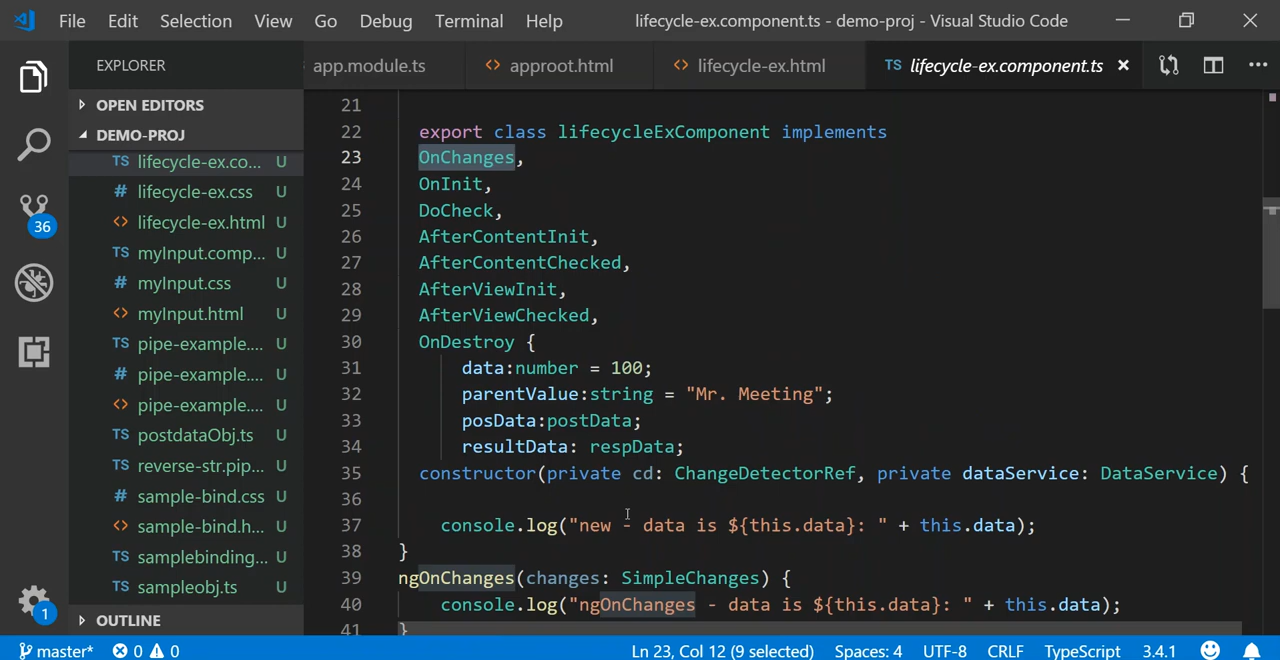 File Edit Selection View Go Debug Terminal Help lifecycle-ex.component.ts - demo-proj - Visual Studio Code
EXPLORER
app.module.ts <> approot.html <> lifecycle-ex.html TS lifecycle-ex.component.ts
OPEN EDITORS
DEMO-PROJ
TS lifecycle-ex.co... U
# lifecycle-ex.css U
<> lifecycle-ex.html U
TS myInput.comp... U
# myInput.css U
<> myInput.html U
TS pipe-example.... U
# pipe-example.... U
<> pipe-example.... U
TS postdataObj.ts U
TS reverse-str.pip... U
# sample-bind.css U
<> sample-bind.h... U
TS samplebinding... U
TS sampleobj.ts U
OUTLINE
36
1
21
22 export class lifecycleExComponent implements
23 OnChanges,
24 OnInit,
25 DoCheck,
26 AfterContentInit,
27 AfterContentChecked,
28 AfterViewInit,
29 AfterViewChecked,
30 OnDestroy {
31 data:number = 100;
32 parentValue:string = "Mr. Meeting";
33 posData:postData;
34 resultData: respData;
35 constructor(private cd: ChangeDetectorRef, private dataService: DataService) {
36
37 console.log("new - data is ${this.data}: " + this.data);
38 }
39 ngOnChanges(changes: SimpleChanges) {
40 console.log("ngOnChanges - data is ${this.data}: " + this.data);
41 }
master* 0 0 Ln 23, Col 12 (9 selected) Spaces: 4 UTF-8 CRLF TypeScript 3.4.1